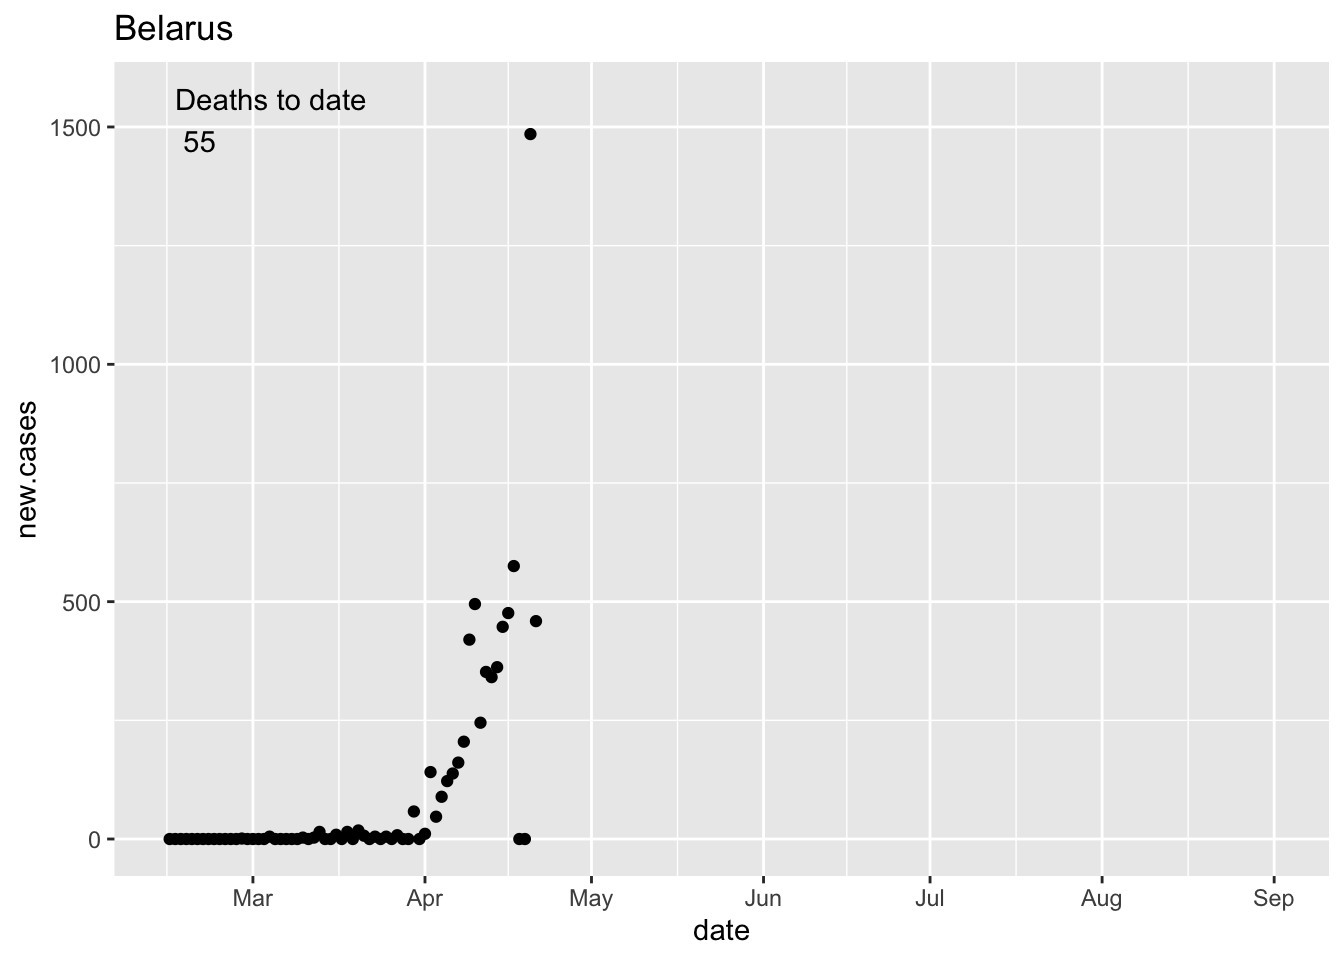 Belarus
Deaths to date
55
1500
1000
500
0
new.cases
Mar Apr May Jun Jul Aug Sep
date